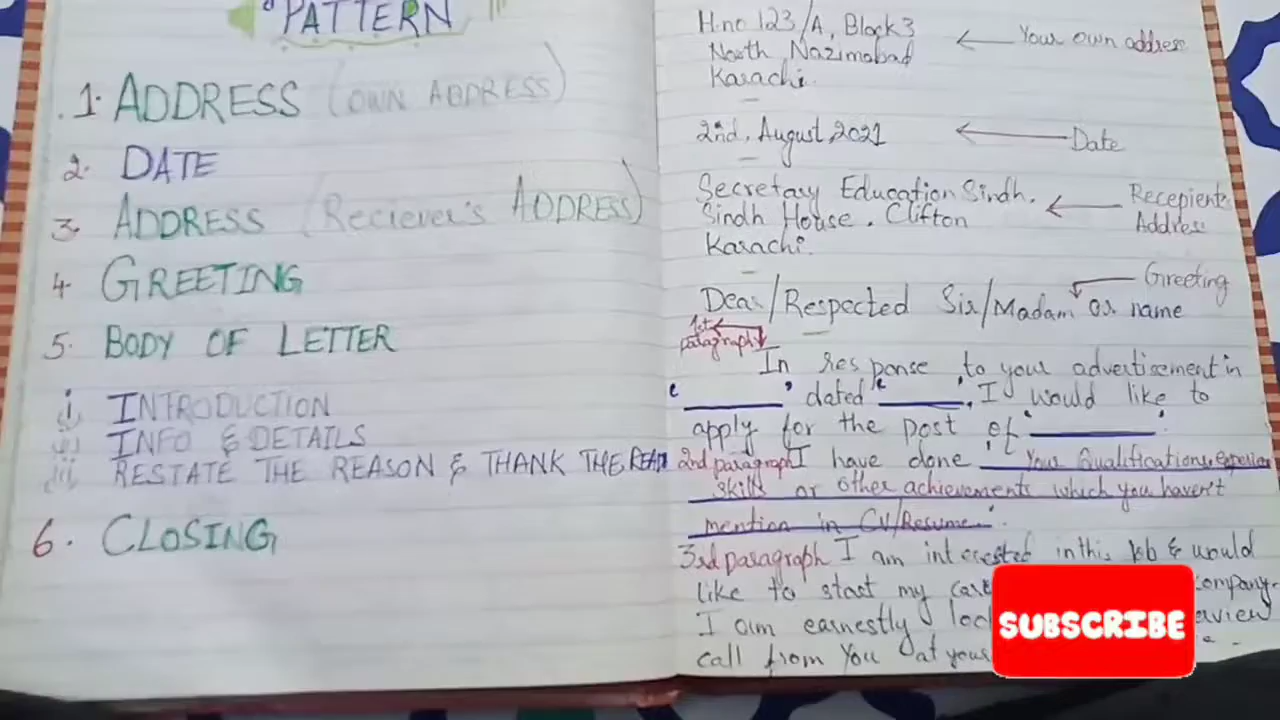 PATTERN
1. ADDRESS (OWN ADDRESS)
2. DATE
3. ADDRESS (Reciever's ADDRESS)
4. GREETING
5. BODY OF LETTER
i INTRODUCTION
ii) INFO & DETAILS
iii) RESTATE THE REASON & THANK THE READ
6. CLOSING
H.no 123/A, Block 3
North Nazimabad
Karachi.
Your own address
2nd, August, 2021
Date
Secretary Education Sindh.
Sindh House. Clifton
Karachi.
Recepients
Address
Greeting
Dear/Respected Sir/Madam or name
1st
paragraph
In response to your advertisement in
' ' dated ' ', I would like to
apply for the post of ' '.
2nd paragraph I have done ' Your Qualifications, experien
skills or other achievements which you haven't
mention in CV/Resume '.
3rd paragraph I am interested in this job & would
like to start my company.
I am earnestly
call from You at your
SUBSCRIBE